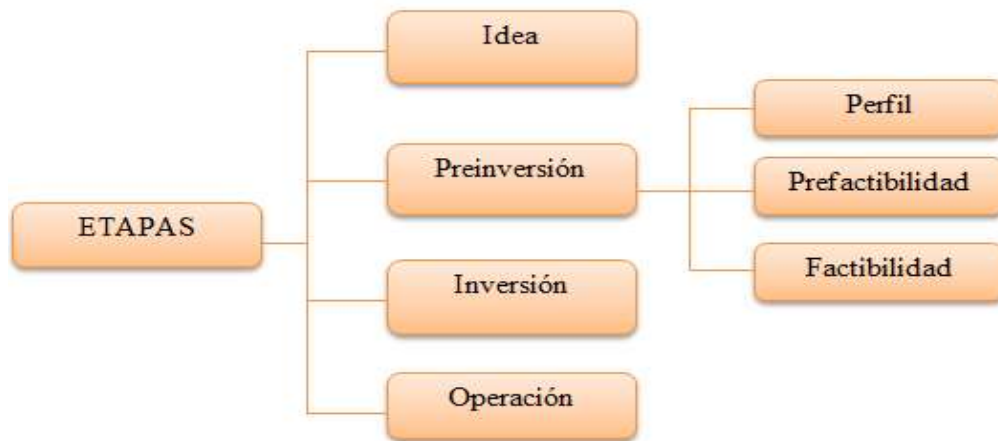 ETAPAS
Idea
Preinversión
Inversión
Operación
Perfil
Prefactibilidad
Factibilidad